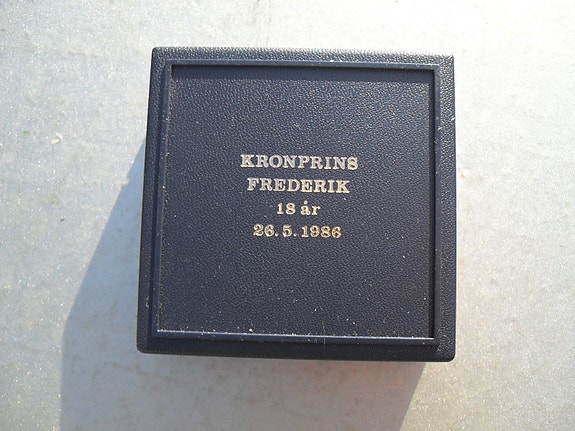 KRONPRINS
FREDERIK
18 år
26.5.1986